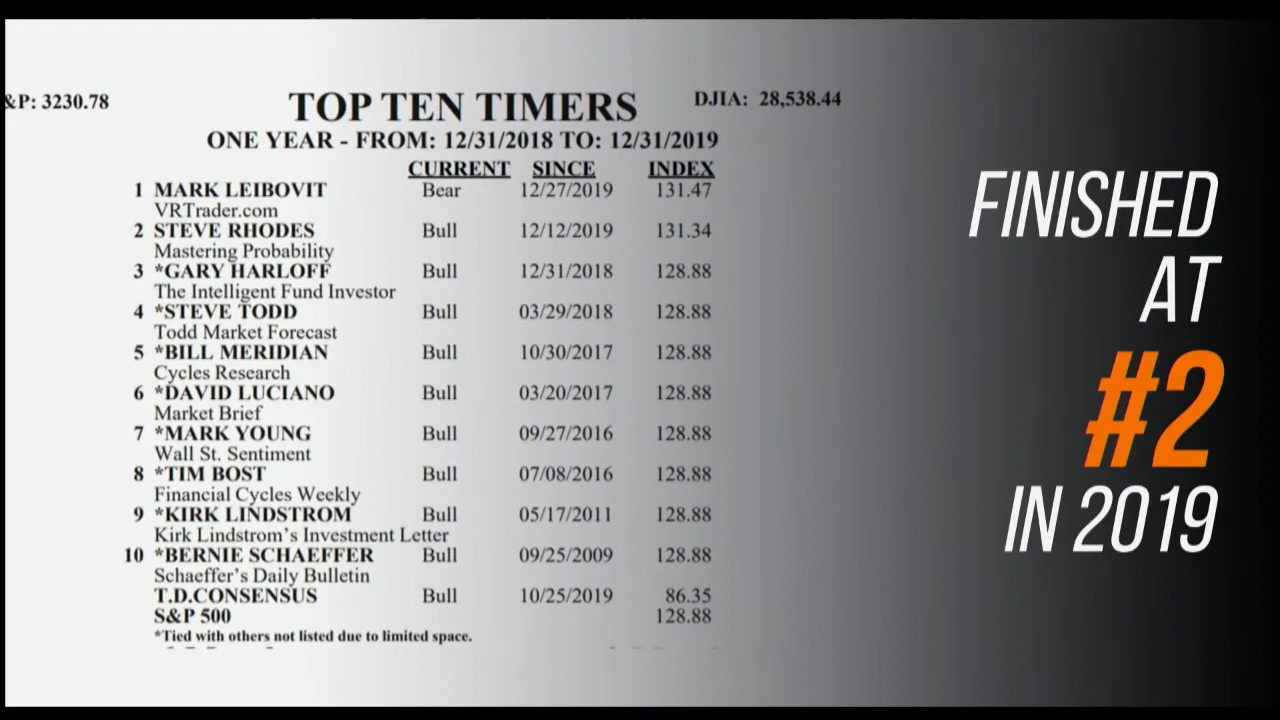 &P: 3230.78
TOP TEN TIMERS
DJIA: 28,538.44
ONE YEAR - FROM: 12/31/2018 TO: 12/31/2019
CURRENT SINCE INDEX
1 MARK LEIBOVIT Bear 12/27/2019 131.47
VRTrader.com
2 STEVE RHODES Bull 12/12/2019 131.34
Mastering Probability
3 *GARY HARLOFF Bull 12/31/2018 128.88
The Intelligent Fund Investor
4 *STEVE TODD Bull 03/29/2018 128.88
Todd Market Forecast
5 *BILL MERIDIAN Bull 10/30/2017 128.88
Cycles Research
6 *DAVID LUCIANO Bull 03/20/2017 128.88
Market Brief
7 *MARK YOUNG Bull 09/27/2016 128.88
Wall St. Sentiment
8 *TIM BOST Bull 07/08/2016 128.88
Financial Cycles Weekly
9 *KIRK LINDSTROM Bull 05/17/2011 128.88
Kirk Lindstrom's Investment Letter
10 *BERNIE SCHAEFFER Bull 09/25/2009 128.88
Schaeffer's Daily Bulletin
T.D.CONSENSUS Bull 10/25/2019 86.35
S&P 500 128.88
*Tied with others not listed due to limited space.
FINISHED
AT
#2
IN 2019